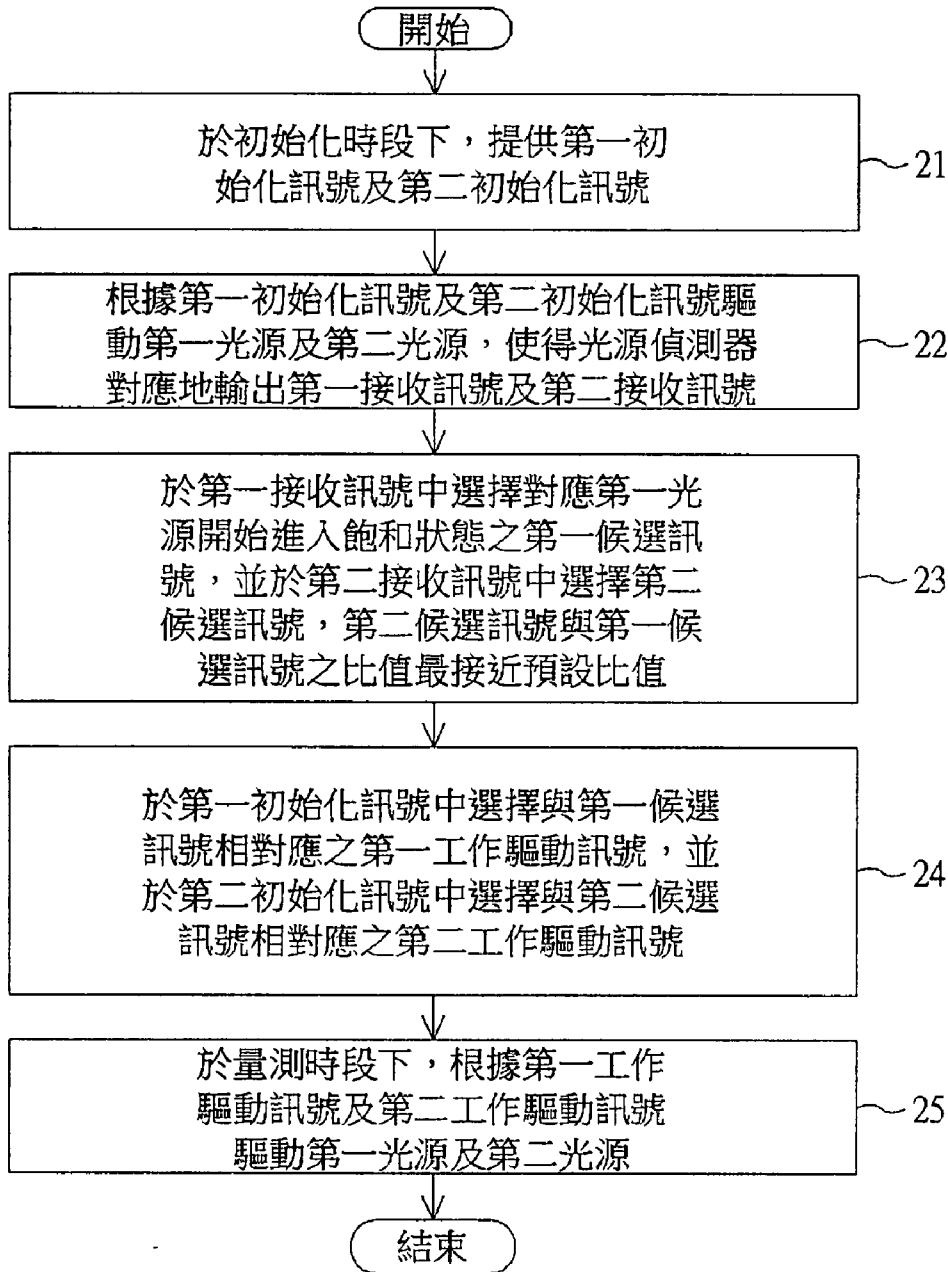 開始
於初始化時段下，提供第一初
始化訊號及第二初始化訊號
21
根據第一初始化訊號及第二初始化訊號驅
動第一光源及第二光源，使得光源偵測器
對應地輸出第一接收訊號及第二接收訊號
22
於第一接收訊號中選擇對應第一光
源開始進入飽和狀態之第一候選訊
號，並於第二接收訊號中選擇第二
候選訊號，第二候選訊號與第一候
選訊號之比值最接近預設比值
23
於第一初始化訊號中選擇與第一候選
訊號相對應之第一工作驅動訊號，並
於第二初始化訊號中選擇與第二候選
訊號相對應之第二工作驅動訊號
24
於量測時段下，根據第一工作
驅動訊號及第二工作驅動訊號
驅動第一光源及第二光源
25
結束